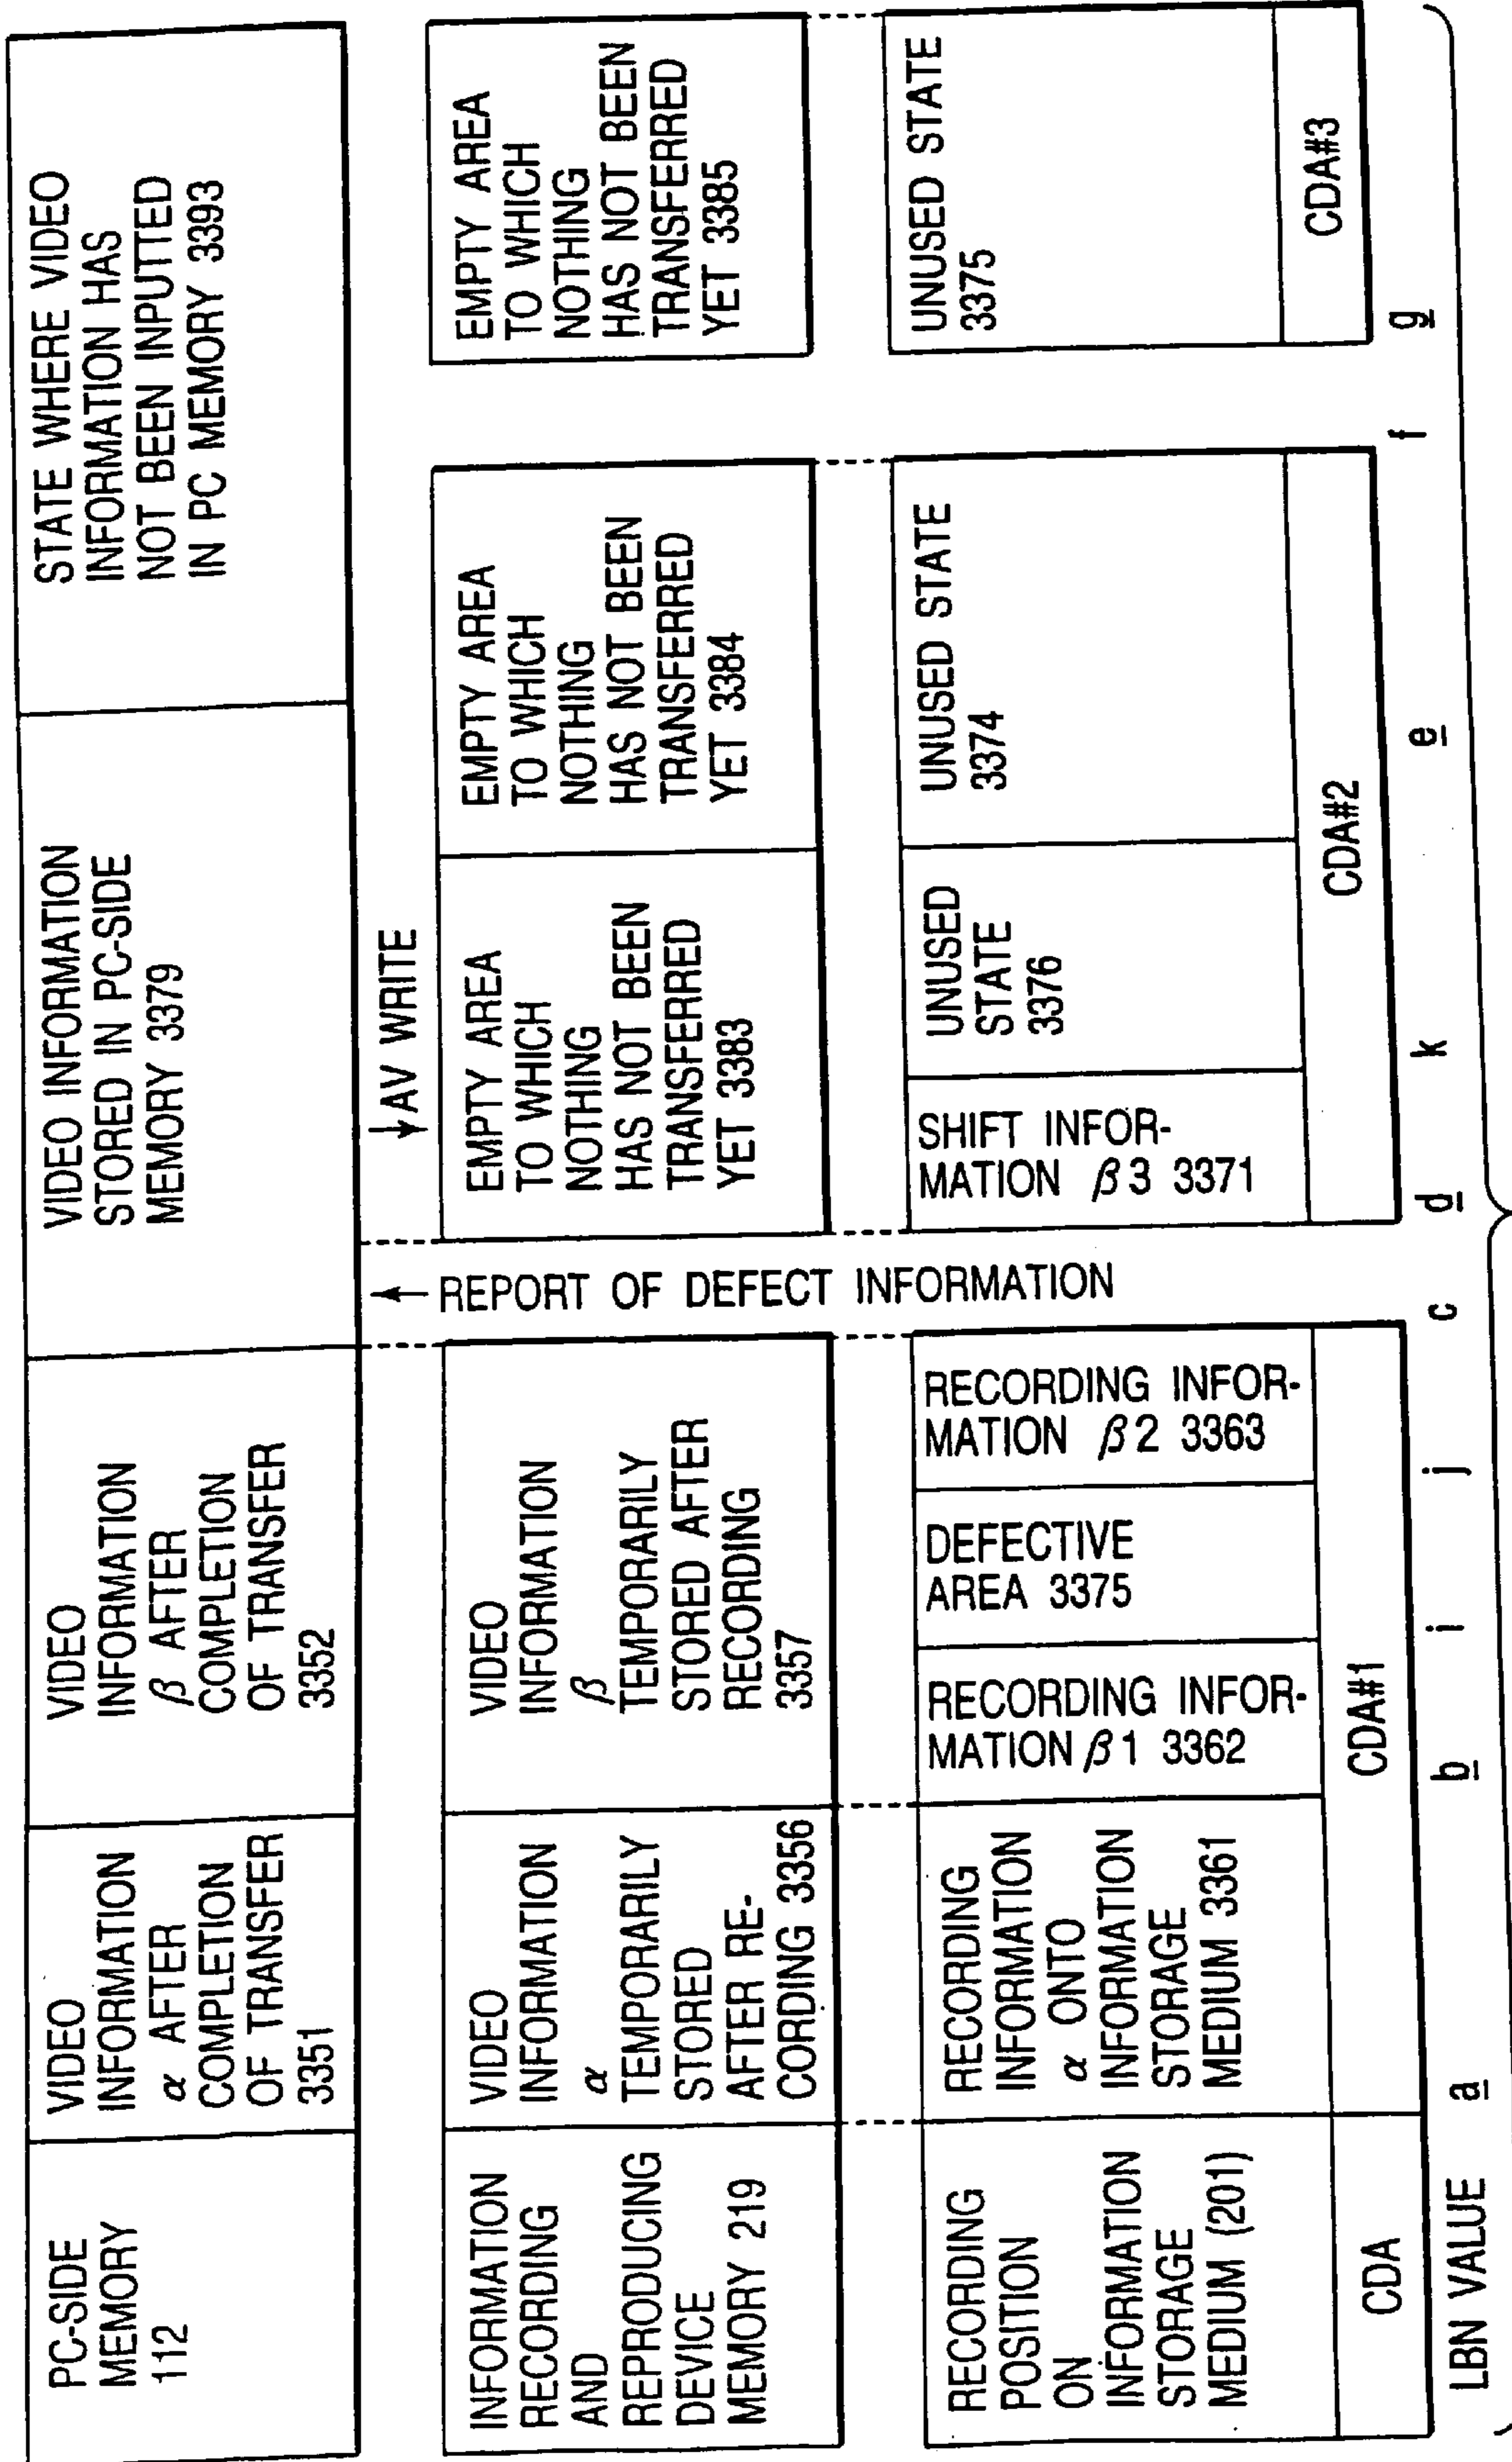 PC-SIDE
MEMORY
112
VIDEO
INFORMATION
α AFTER
COMPLETION
OF TRANSFER
3351
VIDEO
INFORMATION
β AFTER
COMPLETION
OF TRANSFER
3352
VIDEO INFORMATION
STORED IN PC-SIDE
MEMORY 3379
STATE WHERE VIDEO
INFORMATION HAS
NOT BEEN INPUTTED
IN PC MEMORY 3393
← REPORT OF DEFECT INFORMATION
↓ AV WRITE
INFORMATION
RECORDING
AND
REPRODUCING
DEVICE
MEMORY 219
VIDEO
INFORMATION
α
TEMPORARILY
STORED
AFTER RE-
CORDING 3356
VIDEO
INFORMATION
β
TEMPORARILY
STORED AFTER
RECORDING
3357
EMPTY AREA
TO WHICH
NOTHING
HAS NOT BEEN
TRANSFERRED
YET 3383
EMPTY AREA
TO WHICH
NOTHING
HAS NOT BEEN
TRANSFERRED
YET 3384
EMPTY AREA
TO WHICH
NOTHING
HAS NOT BEEN
TRANSFERRED
YET 3385
RECORDING
POSITION
ON
INFORMATION
STORAGE
MEDIUM (201)
RECORDING
INFORMATION
α ONTO
INFORMATION
STORAGE
MEDIUM 3361
RECORDING INFOR-
MATION β1 3362
DEFECTIVE
AREA 3375
RECORDING INFOR-
MATION β2 3363
SHIFT INFOR-
MATION β3 3371
UNUSED
STATE
3376
UNUSED STATE
3374
UNUSED STATE
3375
CDA
CDA#1
CDA#2
CDA#3
LBN VALUE a b i j c d k e f g